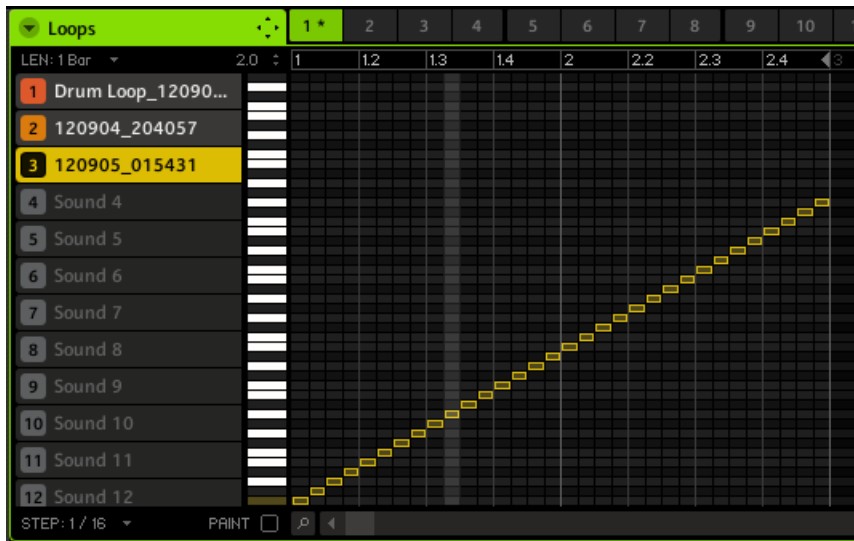 Loops 1* 2 3 4 5 6 7 8 9 10
LEN: 1 Bar 2.0 1 1.2 1.3 1.4 2 2.2 2.3 2.4 3
1 Drum Loop_12090...
2 120904_204057
3 120905_015431
4 Sound 4
5 Sound 5
6 Sound 6
7 Sound 7
8 Sound 8
9 Sound 9
10 Sound 10
11 Sound 11
12 Sound 12
STEP: 1 / 16 PAINT